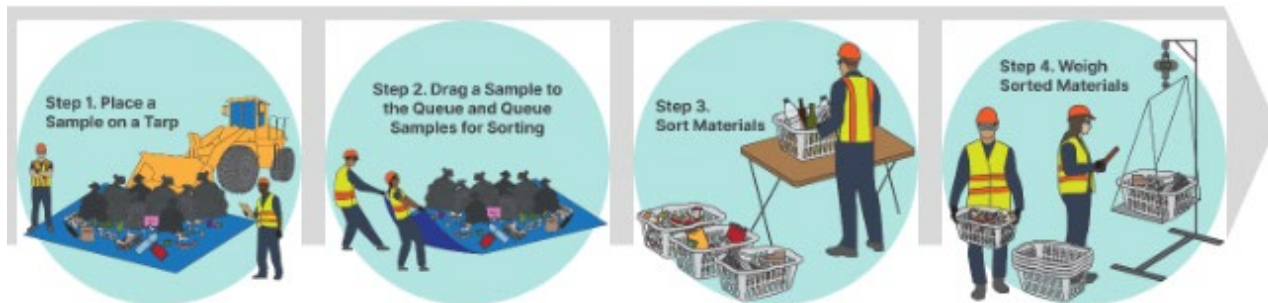 Step 1. Place a
Sample on a Tarp
Step 2. Drag a Sample to
the Queue and Queue
Samples for Sorting
Step 3.
Sort Materials
Step 4. Weigh
Sorted Materials